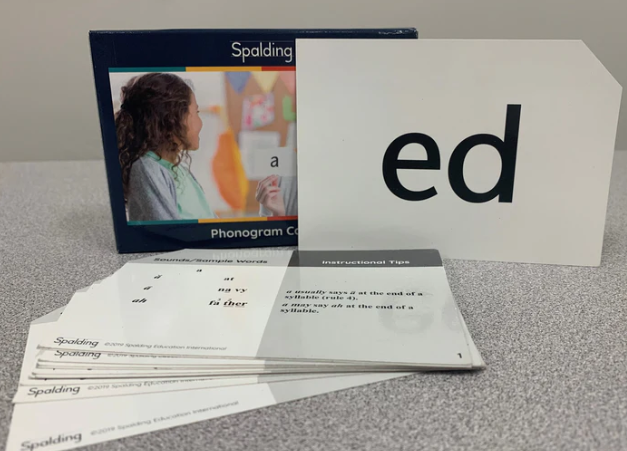 Spalding
a
Phonogram
ed
Sounds/Sample Words
Instructional Tips
a
ă at
ā na vy
ah fa ther
a usually says ā at the end of a
syllable (rule 4).
a may say ah at the end of a
syllable.
Spalding ©2019 Spalding Education International
1
Spalding ©2019 Spalding Education International
Spalding ©2019 Spalding Education International
Spalding ©2019 Spalding Education International